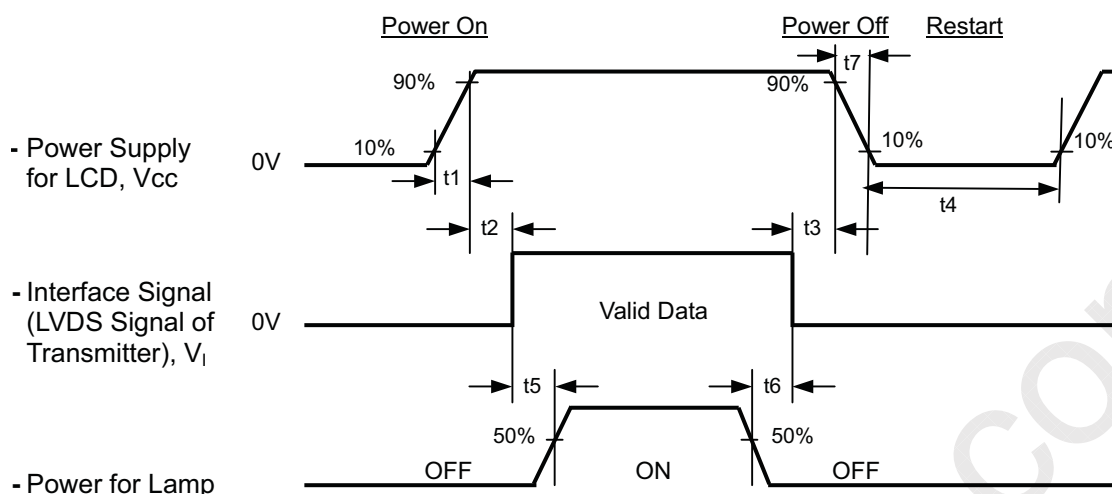 Power On
Power Off Restart
t7
90% 90%
- Power Supply
for LCD, Vcc
0V 10% 10% 10%
t1
t4
t2 t3
- Interface Signal
(LVDS Signal of
Transmitter), VI
0V
Valid Data
t5 t6
50% 50%
OFF ON OFF
- Power for Lamp
com